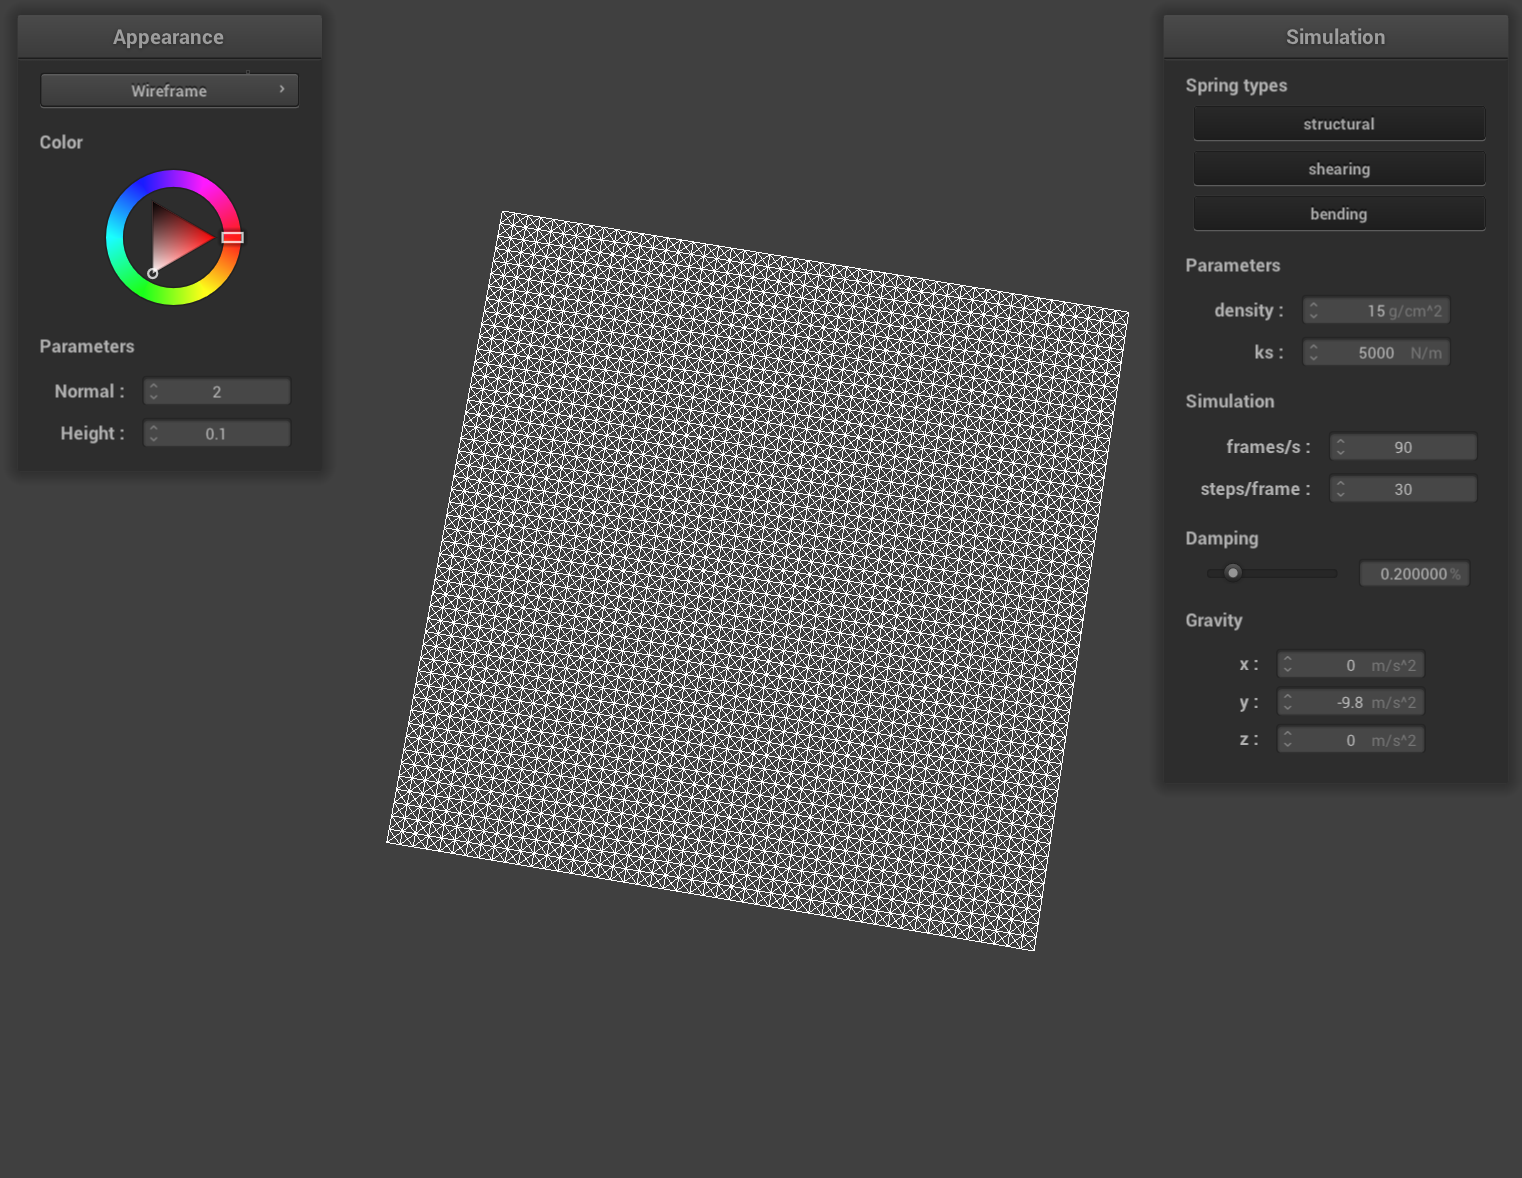 Appearance
Wireframe ›
Color
Parameters
Normal : 2
Height : 0.1
Simulation
Spring types
structural
shearing
bending
Parameters
density : 15 g/cm^2
ks : 5000 N/m
Simulation
frames/s : 90
steps/frame : 30
Damping
0.200000 %
Gravity
x : 0 m/s^2
y : -9.8 m/s^2
z : 0 m/s^2